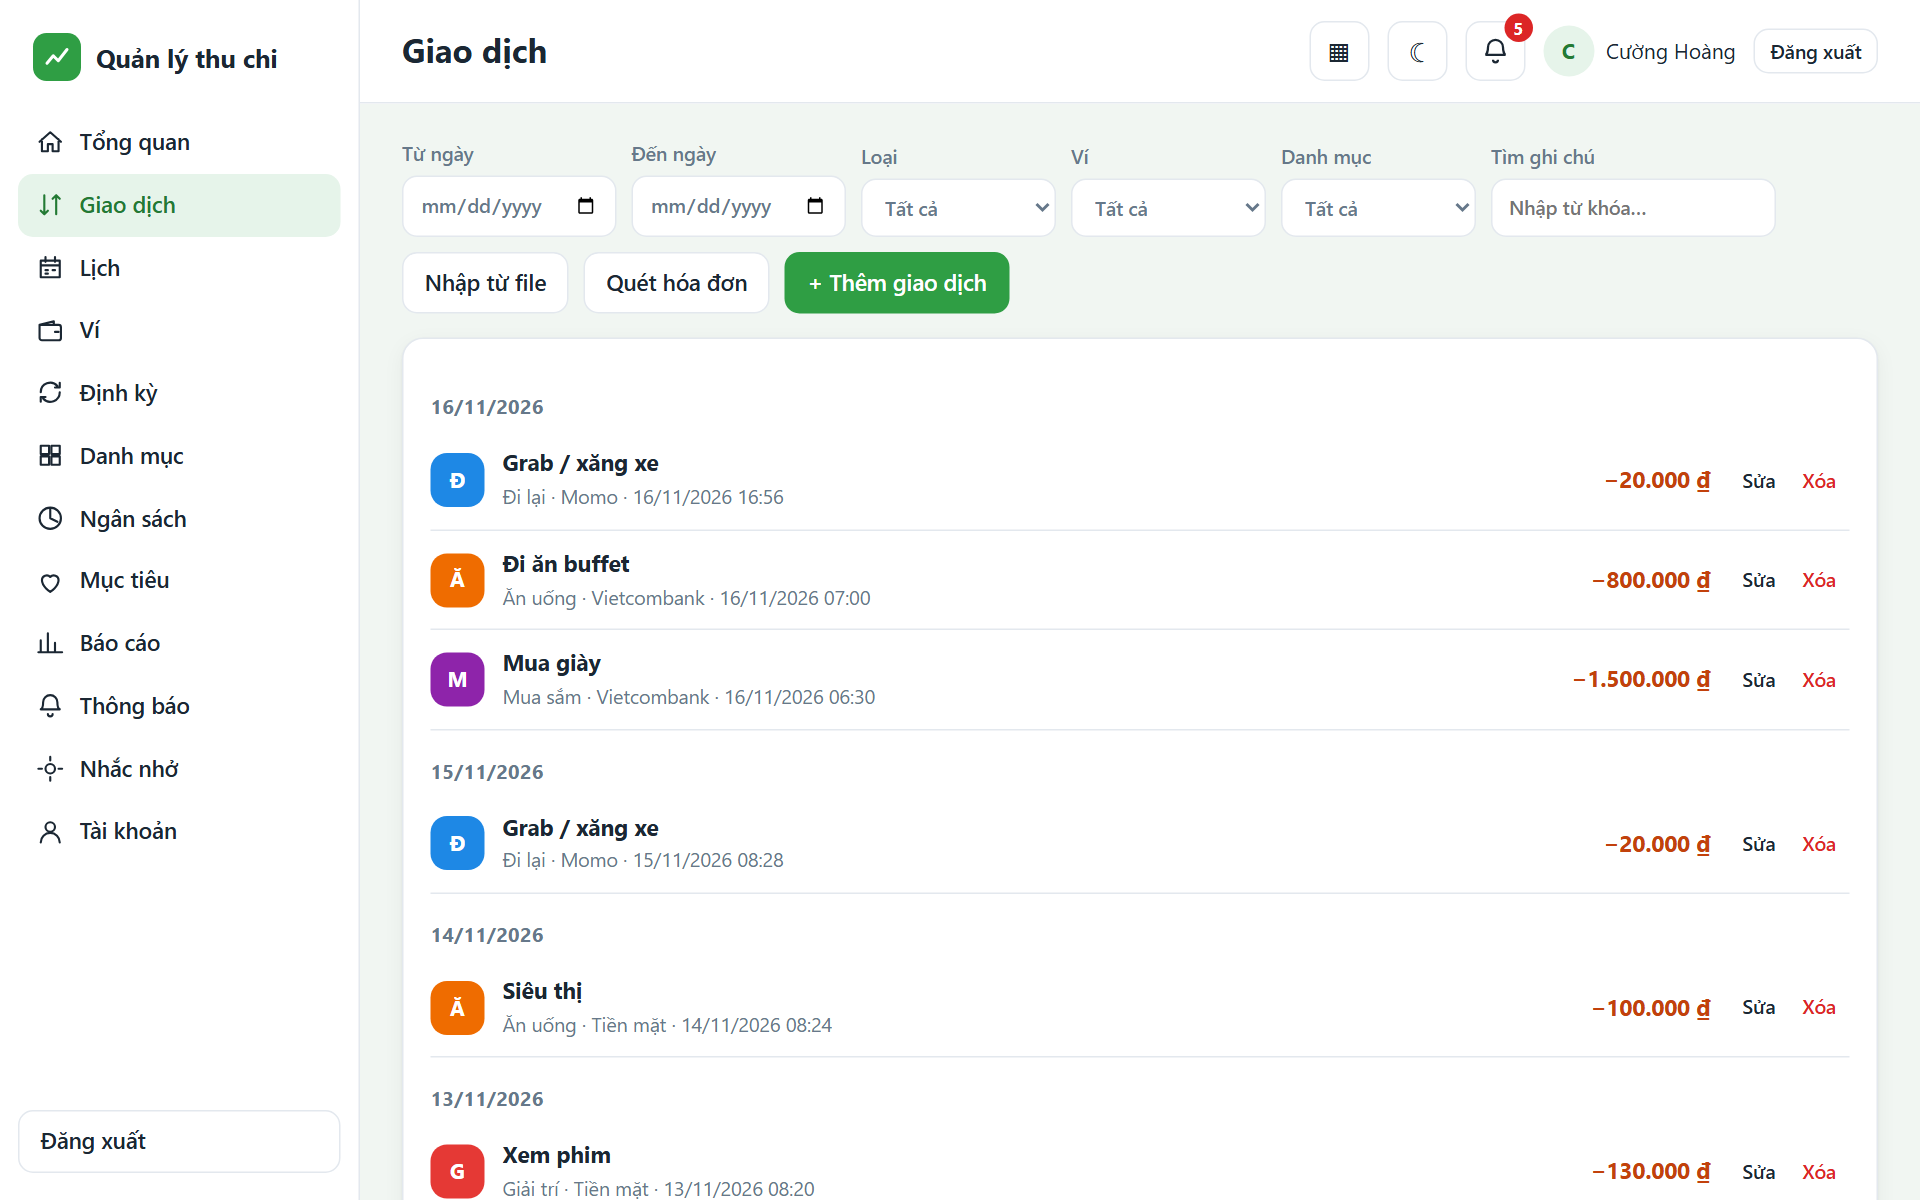 Quản lý thu chi
Tổng quan
Giao dịch
Lịch
Ví
Định kỳ
Danh mục
Ngân sách
Mục tiêu
Báo cáo
Thông báo
Nhắc nhở
Tài khoản
Đăng xuất
Giao dịch
5
C
Cường Hoàng
Đăng xuất
Từ ngày
Đến ngày
Loại
Ví
Danh mục
Tìm ghi chú
mm/dd/yyyy
mm/dd/yyyy
Tất cả
Tất cả
Tất cả
Nhập từ khóa...
Nhập từ file
Quét hóa đơn
+ Thêm giao dịch
16/11/2026
Đ
Grab / xăng xe
Đi lại · Momo · 16/11/2026 16:56
−20.000 ₫
Sửa
Xóa
Ă
Đi ăn buffet
Ăn uống · Vietcombank · 16/11/2026 07:00
−800.000 ₫
Sửa
Xóa
M
Mua giày
Mua sắm · Vietcombank · 16/11/2026 06:30
−1.500.000 ₫
Sửa
Xóa
15/11/2026
Đ
Grab / xăng xe
Đi lại · Momo · 15/11/2026 08:28
−20.000 ₫
Sửa
Xóa
14/11/2026
Ă
Siêu thị
Ăn uống · Tiền mặt · 14/11/2026 08:24
−100.000 ₫
Sửa
Xóa
13/11/2026
G
Xem phim
Giải trí · Tiền mặt · 13/11/2026 08:20
−130.000 ₫
Sửa
Xóa